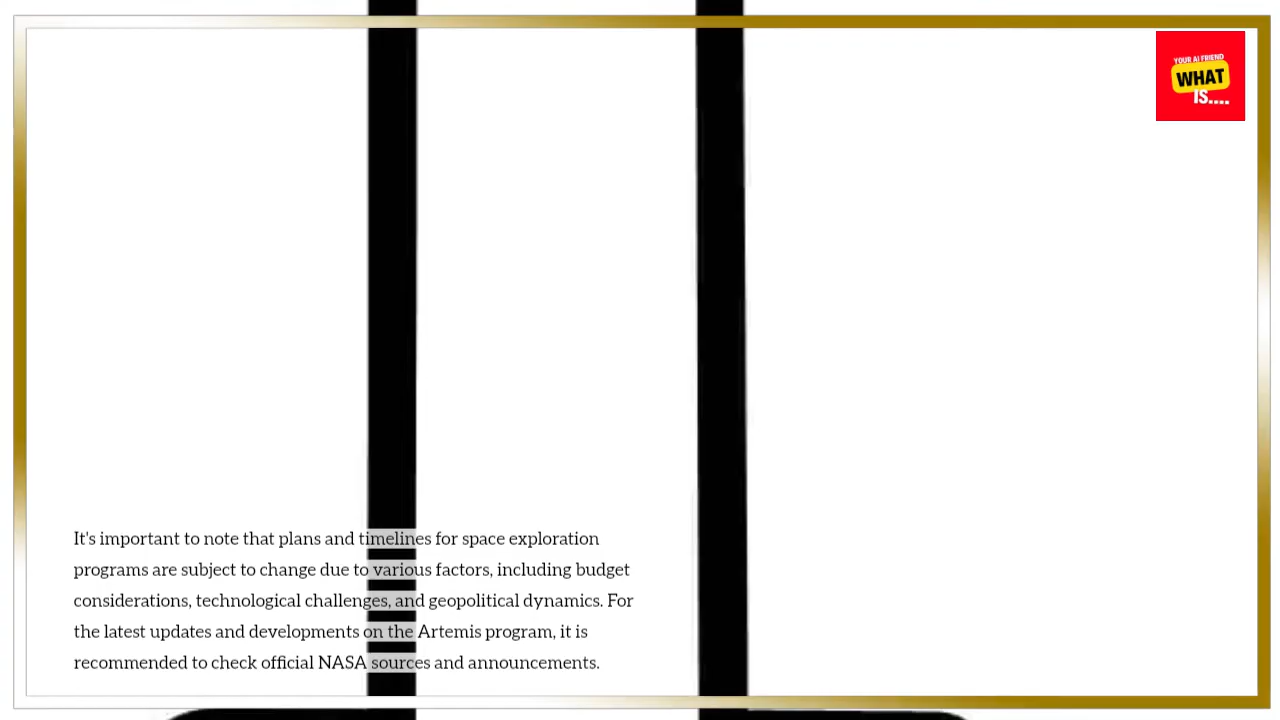 YOUR AI FRIEND
WHAT
IS....
It's important to note that plans and timelines for space exploration
programs are subject to change due to various factors, including budget
considerations, technological challenges, and geopolitical dynamics. For
the latest updates and developments on the Artemis program, it is
recommended to check official NASA sources and announcements.